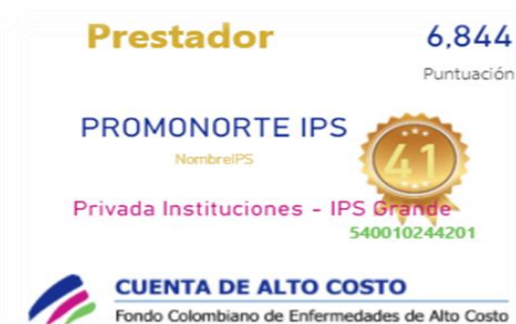 Prestador
6,844
Puntuación
PROMONORTE IPS
NombreIPS
41
Privada Instituciones - IPS Grande
540010244201
CUENTA DE ALTO COSTO
Fondo Colombiano de Enfermedades de Alto Costo